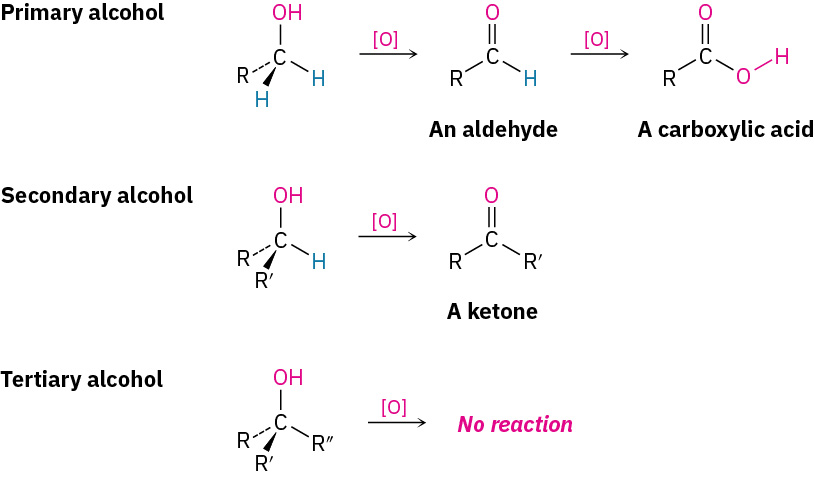 Primary alcohol
OH
C
R
H
H
[O]
O
C
R
H
An aldehyde
[O]
O
C
R
O
H
A carboxylic acid
Secondary alcohol
OH
C
R
R′
H
[O]
O
C
R
R′
A ketone
Tertiary alcohol
OH
C
R
R′
R″
[O]
No reaction